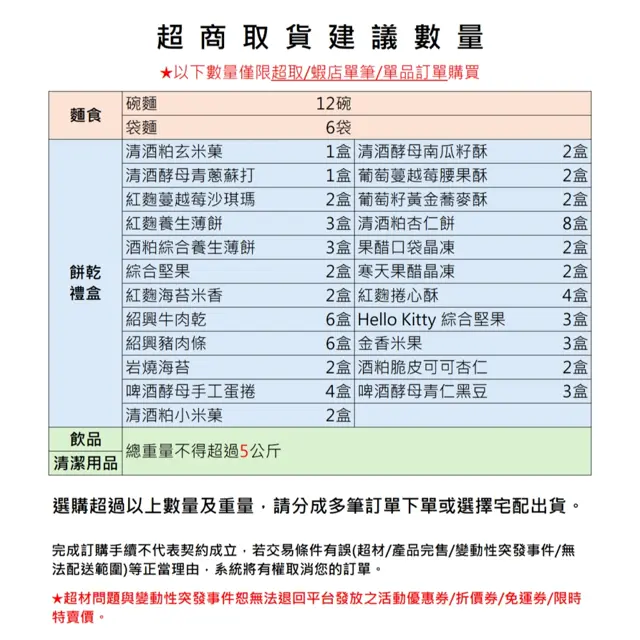 超商取貨建議數量
★以下數量僅限超取/蝦店單筆/單品訂單購買
麵食
碗麵 12碗
袋麵 6袋
餅乾禮盒
清酒粕玄米菓 1盒 清酒酵母南瓜籽酥 2盒
清酒酵母青蔥蘇打 1盒 葡萄蔓越莓腰果酥 2盒
紅麴蔓越莓沙琪瑪 2盒 葡萄籽黃金蕎麥酥 2盒
紅麴養生薄餅 3盒 清酒粕杏仁餅 8盒
酒粕綜合養生薄餅 3盒 果醋口袋晶凍 2盒
綜合堅果 2盒 寒天果醋晶凍 2盒
紅麴海苔米香 2盒 紅麴捲心酥 4盒
紹興牛肉乾 6盒 Hello Kitty 綜合堅果 3盒
紹興豬肉條 6盒 金香米果 3盒
岩燒海苔 2盒 酒粕脆皮可可杏仁 2盒
啤酒酵母手工蛋捲 4盒 啤酒酵母青仁黑豆 3盒
清酒粕小米菓 2盒
飲品
清潔用品
總重量不得超過5公斤
選購超過以上數量及重量，請分成多筆訂單下單或選擇宅配出貨。
完成訂購手續不代表契約成立，若交易條件有誤(超材/產品完售/變動性突發事件/無
法配送範圍)等正當理由，系統將有權取消您的訂單。
★超材問題與變動性突發事件恕無法退回平台發放之活動優惠券/折價券/免運券/限時
特賣價。